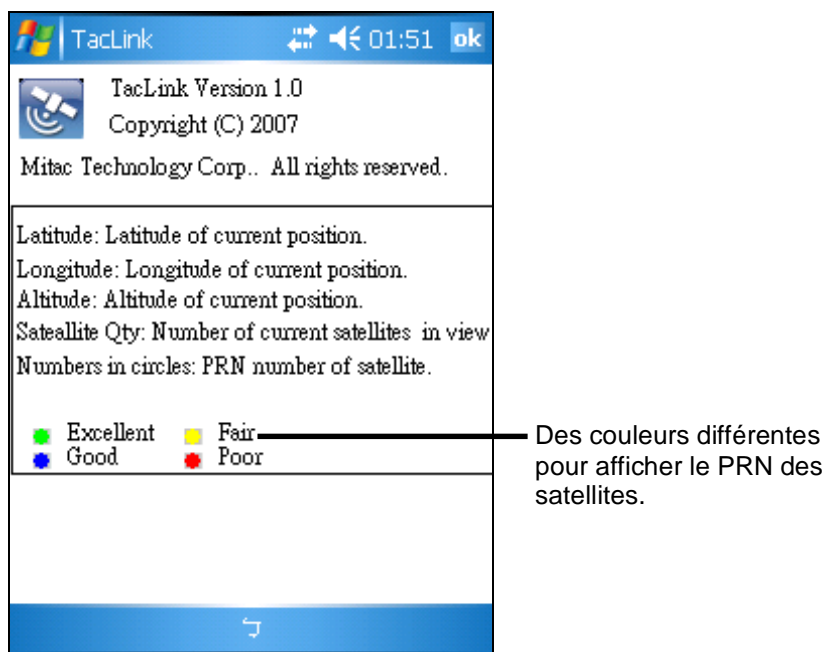 TacLink 01:51 ok
TacLink Version 1.0
Copyright (C) 2007
Mitac Technology Corp.. All rights reserved.
Latitude: Latitude of current position.
Longitude: Longitude of current position.
Altitude: Altitude of current position.
Sateallite Qty: Number of current satellites in view
Numbers in circles: PRN number of satellite.
Excellent Fair
Good Poor
Des couleurs différentes
pour afficher le PRN des
satellites.